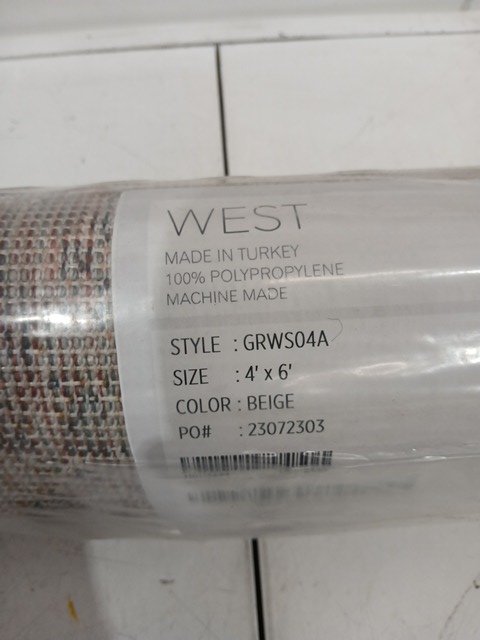 WEST
MADE IN TURKEY
100% POLYPROPYLENE
MACHINE MADE
STYLE : GRWS04A
SIZE : 4' x 6'
COLOR : BEIGE
PO# : 23072303